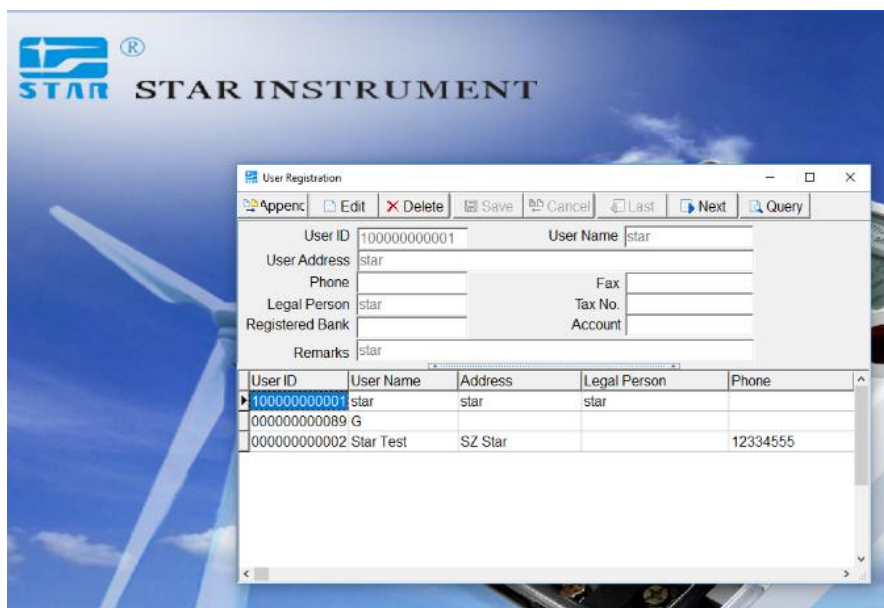 ®
STAR
STAR INSTRUMENT
User Registration
Appenc Edit Delete Save Cancel Last Next Query
User ID 100000000001 User Name star
User Address star
Phone Fax
Legal Person star Tax No.
Registered Bank Account
Remarks star
User ID User Name Address Legal Person Phone
100000000001 star star star
000000000089 G
000000000002 Star Test SZ Star 12334555